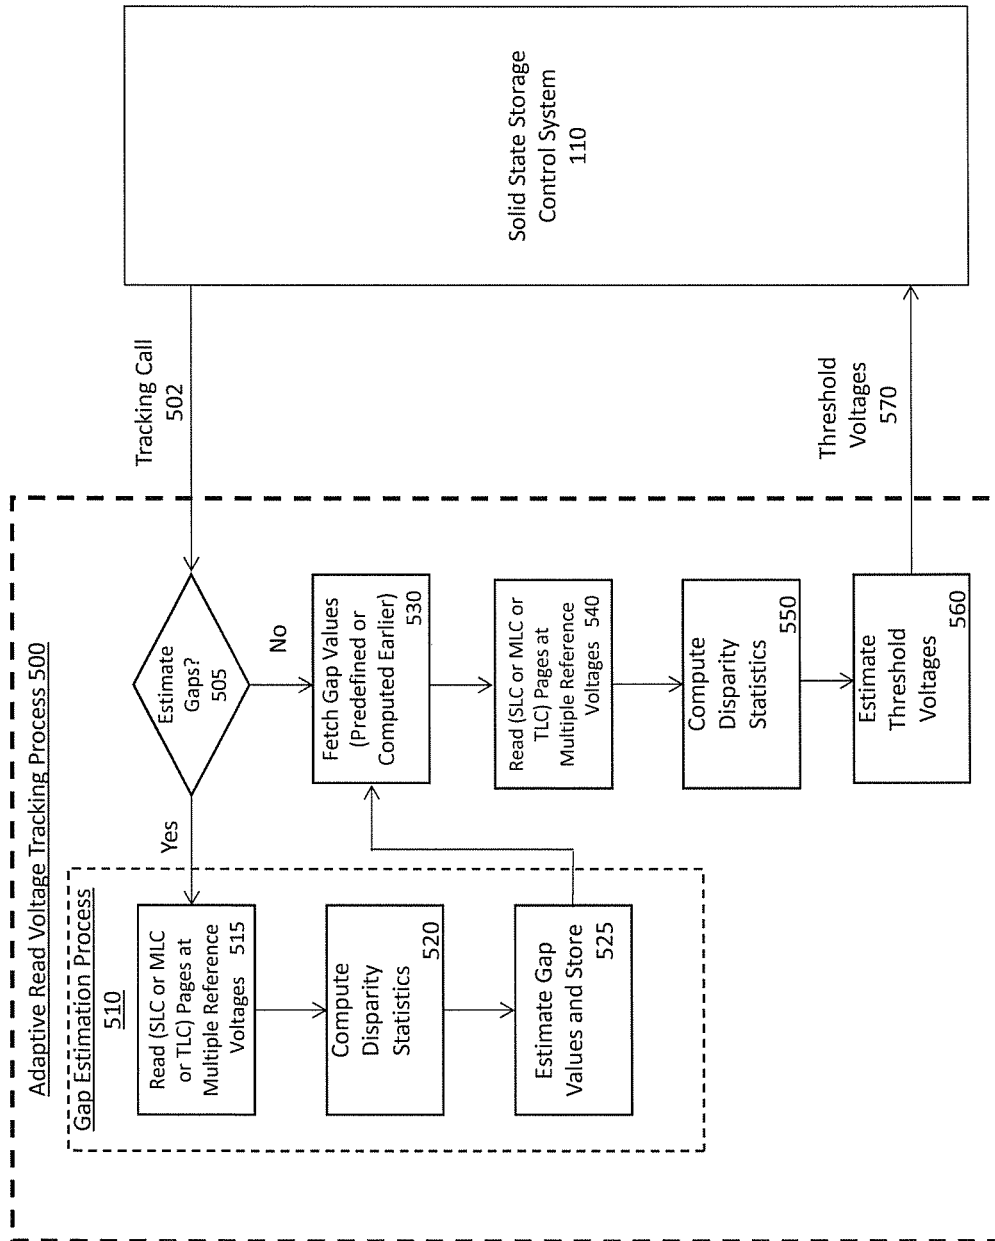 Adaptive Read Voltage Tracking Process 500
Gap Estimation Process
510
Read (SLC or MLC
or TLC) Pages at
Multiple Reference
Voltages 515
Compute
Disparity
Statistics
520
Estimate Gap
Values and Store
525
Yes
Estimate
Gaps?
505
No
Fetch Gap Values
(Predefined or
Computed Earlier)
530
Read (SLC or MLC or
TLC) Pages at
Multiple Reference
Voltages 540
Compute
Disparity
Statistics
550
Estimate
Threshold
Voltages
560
Tracking Call
502
Threshold
Voltages
570
Solid State Storage
Control System
110